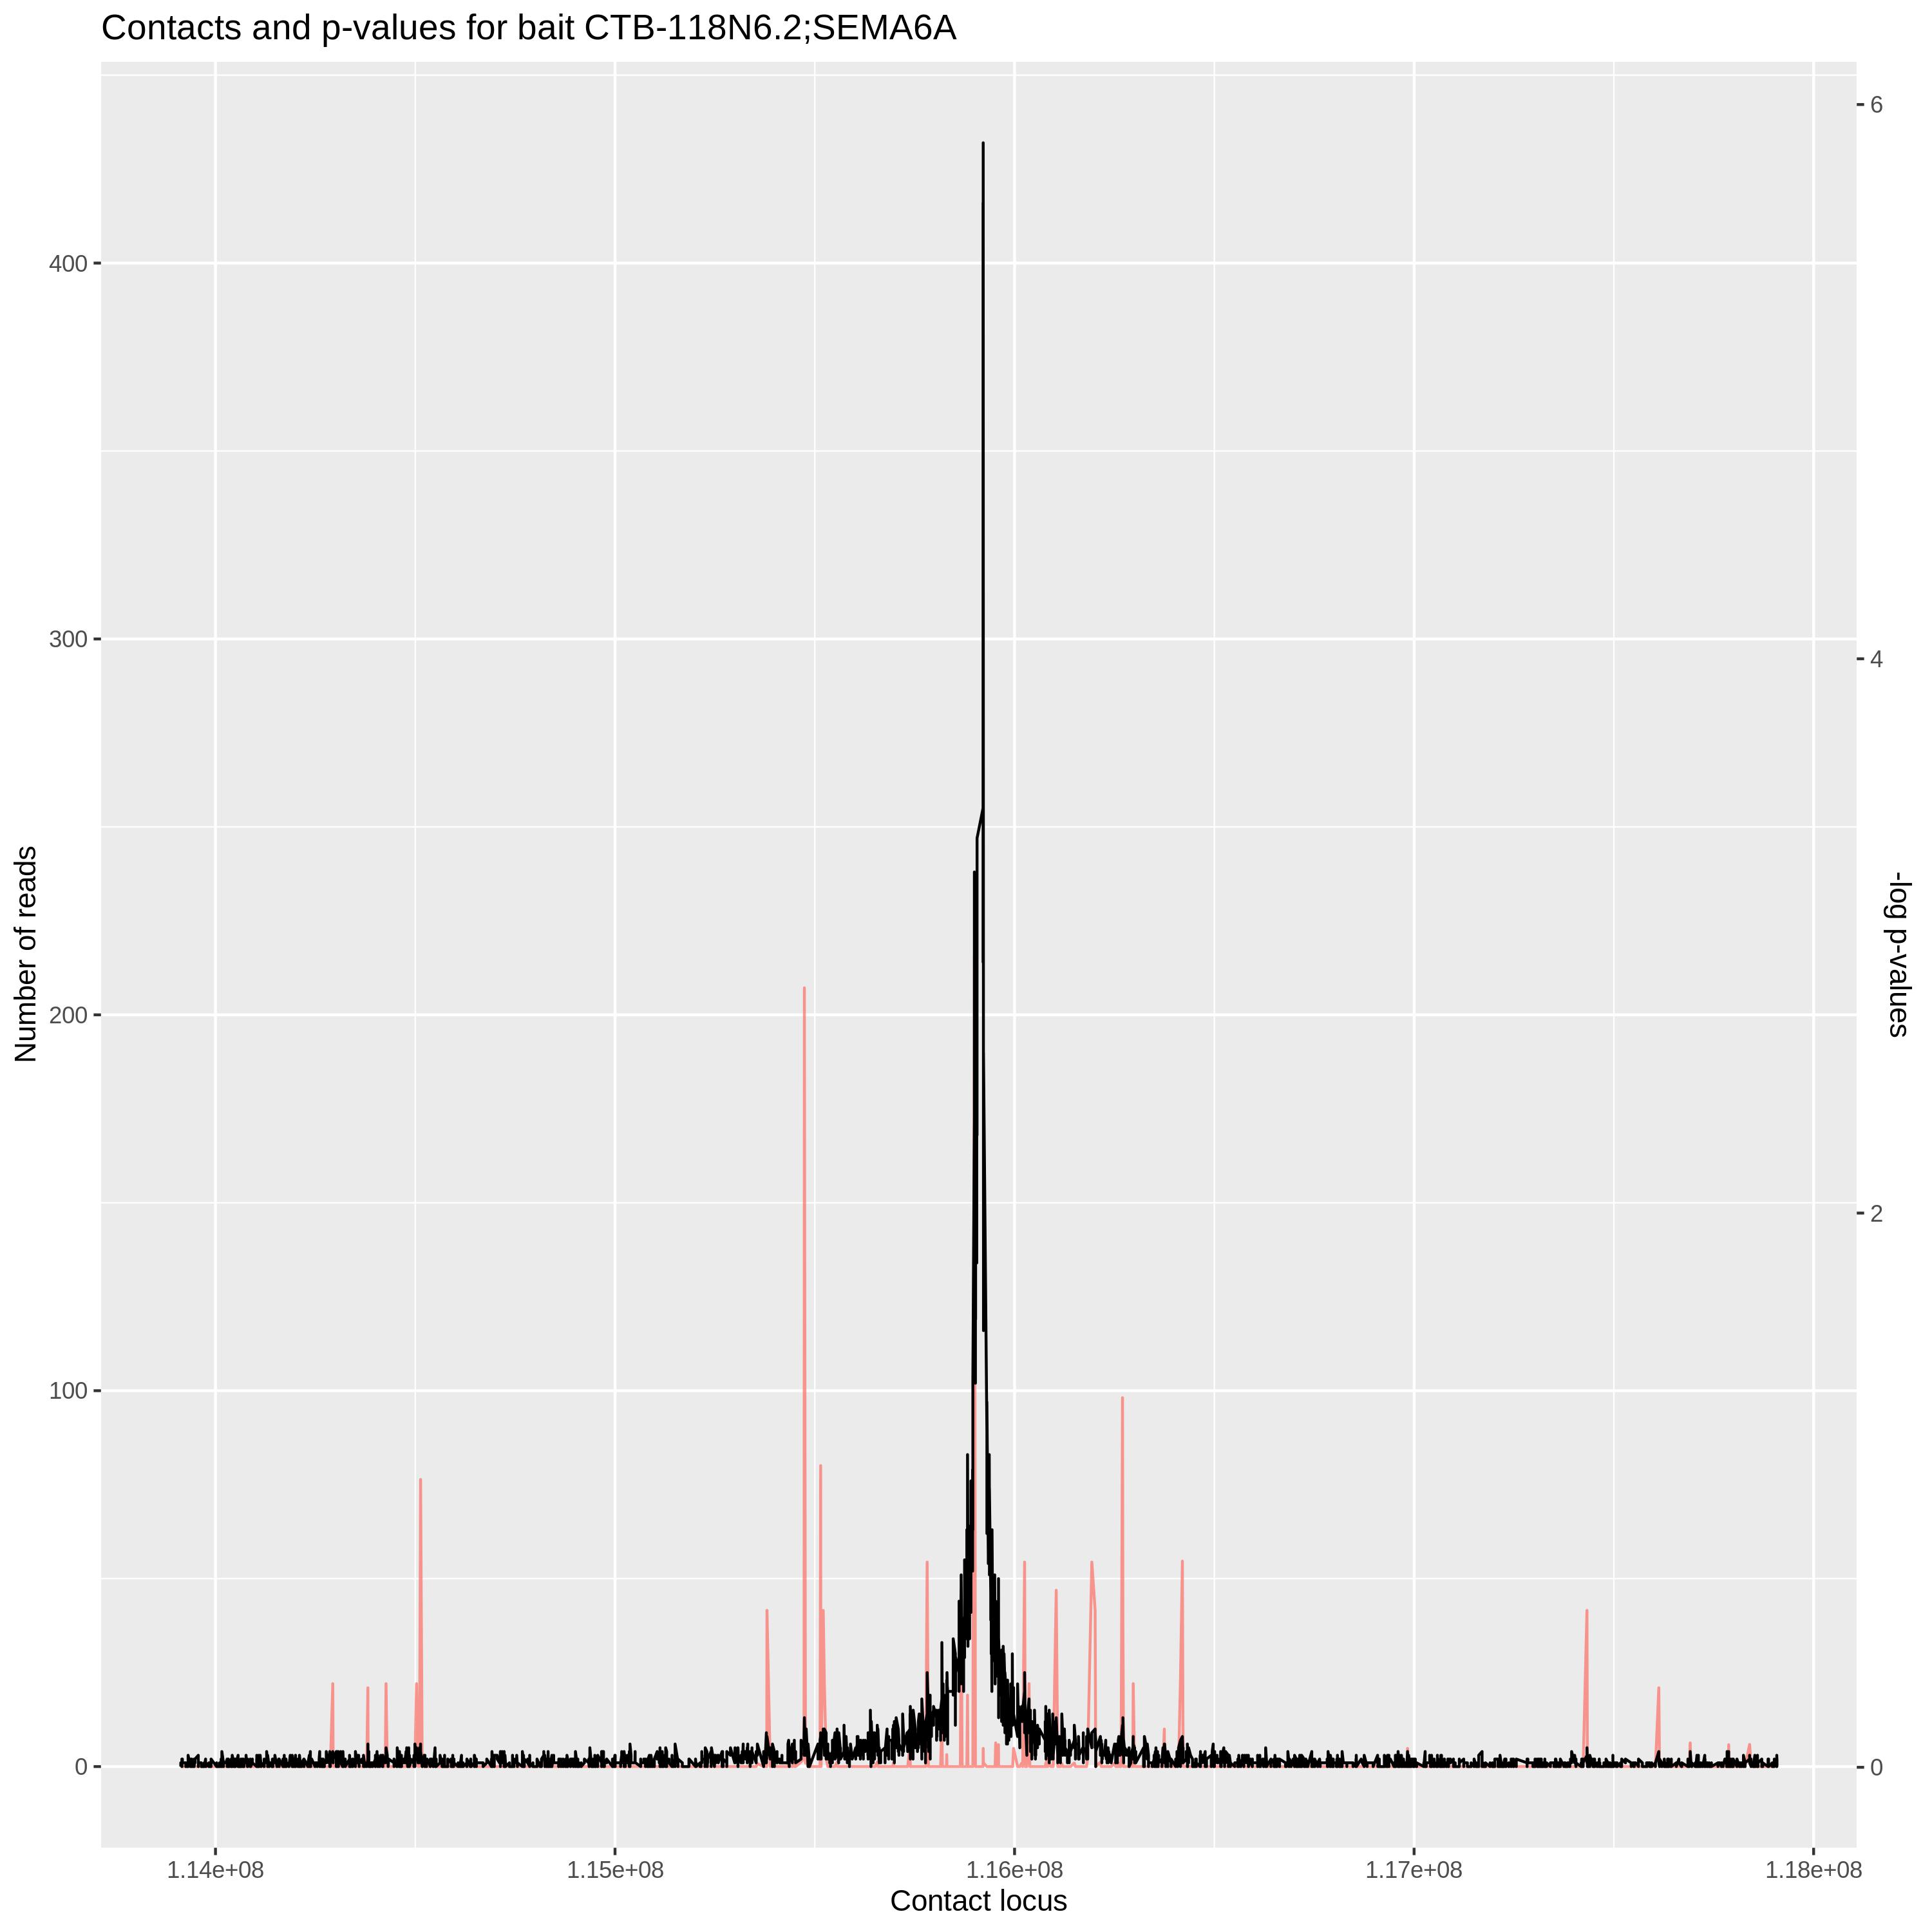 Contacts and p-values for bait CTB-118N6.2;SEMA6A
6
400
300
4
Number of reads
-log p-values
200
2
100
0
0
1.14e+08
1.15e+08
1.16e+08
1.17e+08
1.18e+08
Contact locus